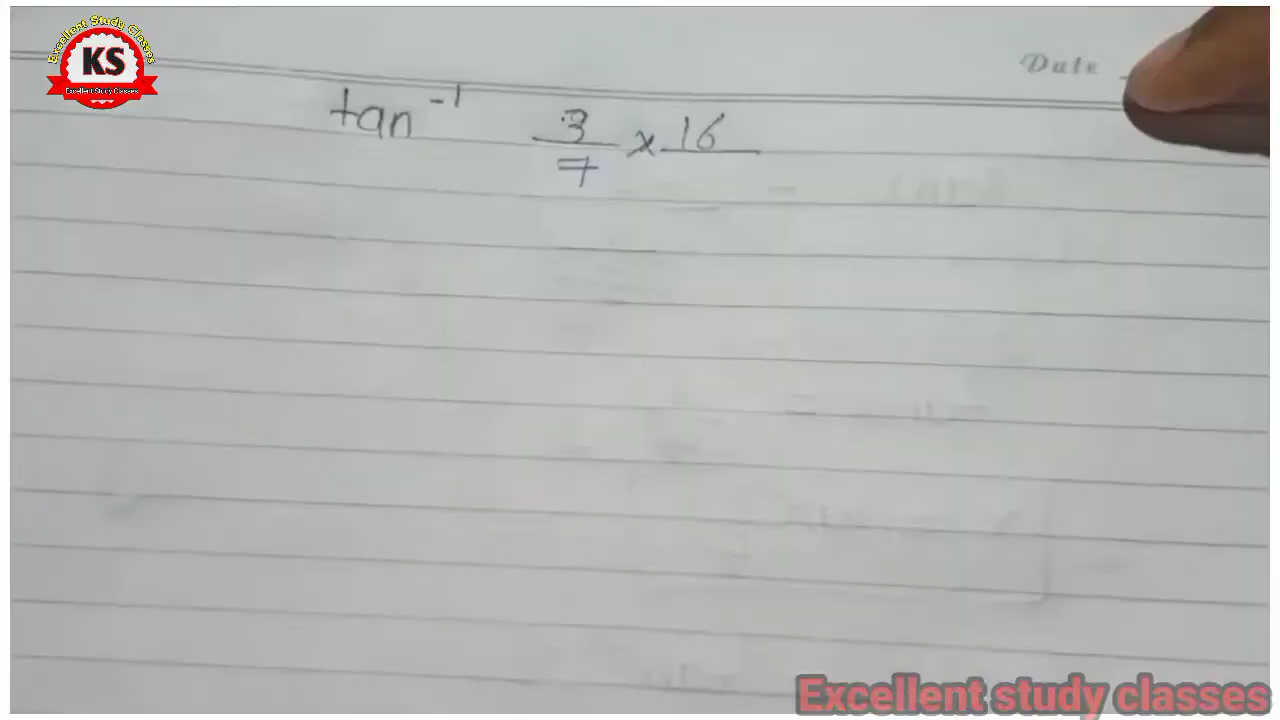 Excellent Study Classes
KS
Excellent Study Classes
Date
tan⁻¹ 3/7 × 16/
Excellent study classes